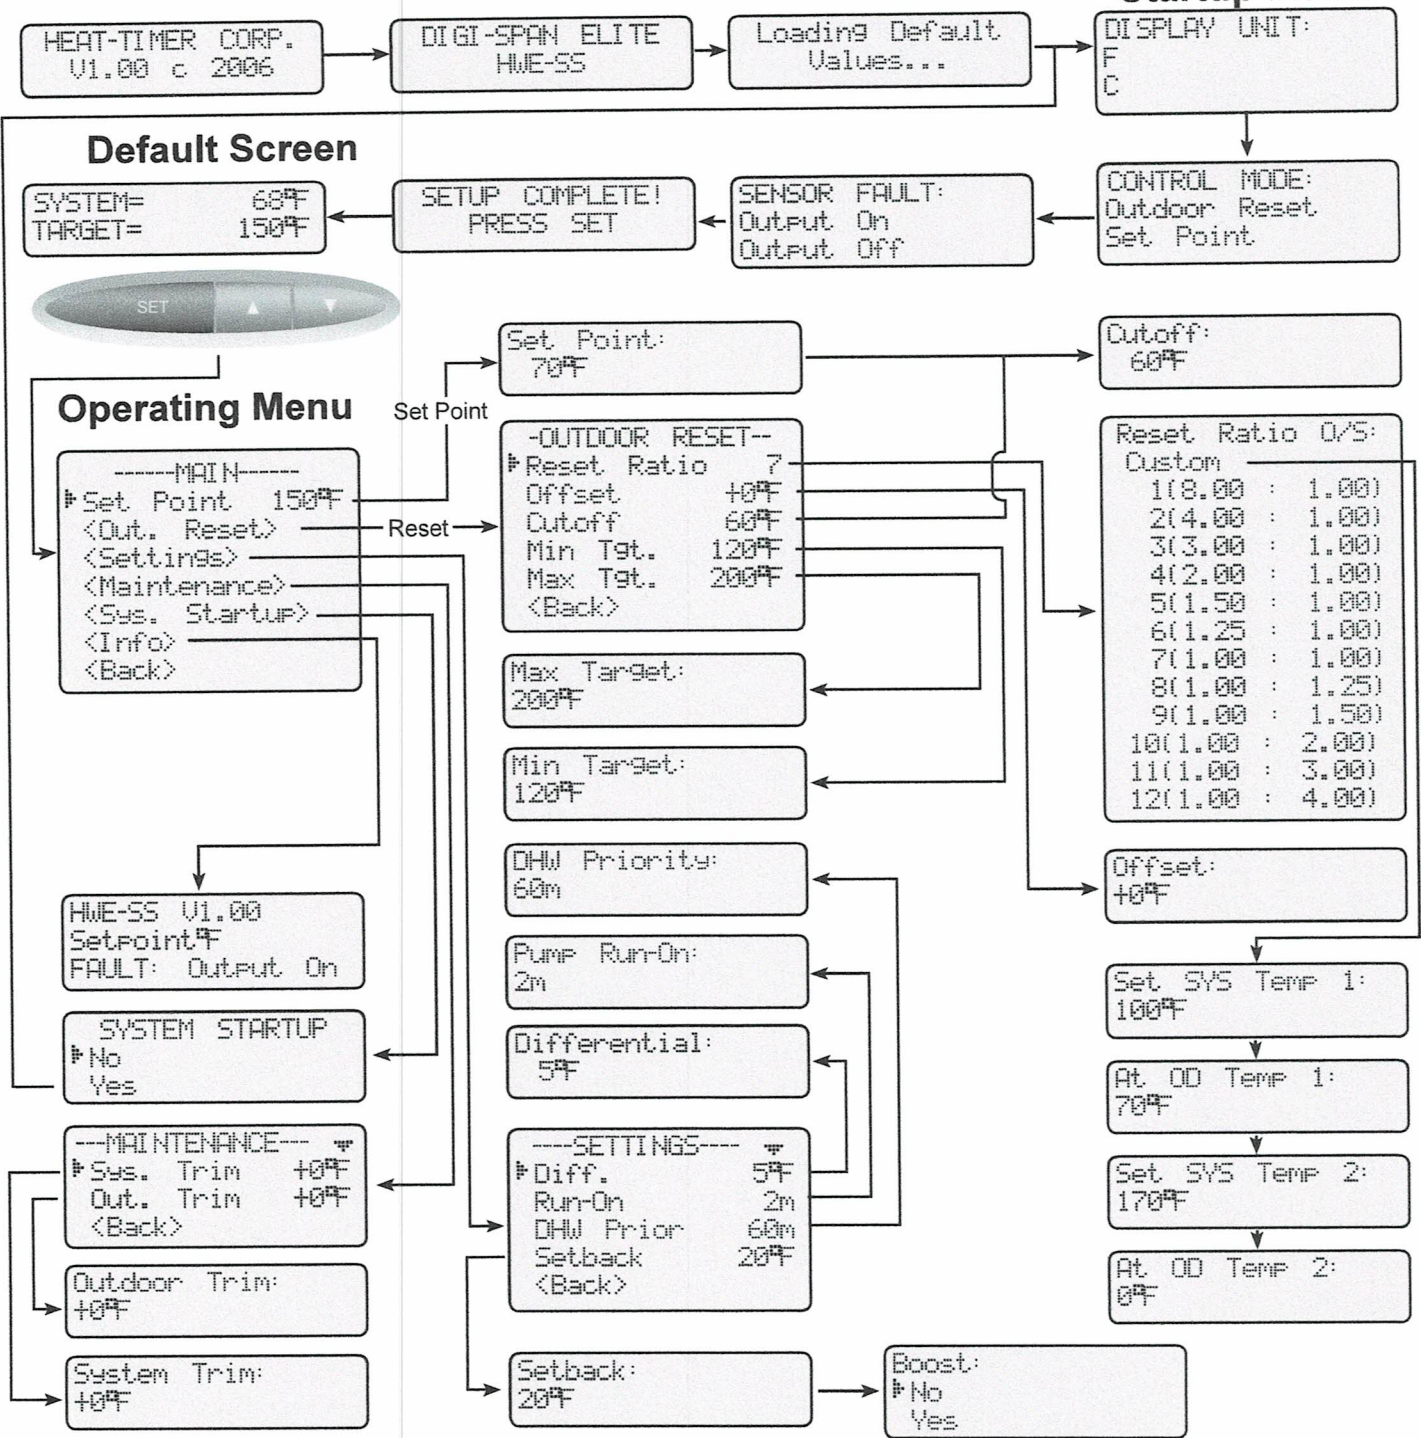 HEAT-TIMER CORP.
V1.00 c 2006
DIGI-SPAN ELITE
HWE-SS
Loading Default
Values...
DISPLAY UNIT:
F
C
Default Screen
SYSTEM= 68°F
TARGET= 150°F
SETUP COMPLETE!
PRESS SET
SENSOR FAULT:
Output On
Output Off
CONTROL MODE:
Outdoor Reset
Set Point
SET ▲ ▼
Operating Menu
Set Point
Reset
------MAIN------
Set Point 150°F
<Out. Reset>
<Settings>
<Maintenance>
<Sys. Startup>
<Info>
<Back>
Set Point:
70°F
Cutoff:
60°F
-OUTDOOR RESET--
Reset Ratio 7
Offset +0°F
Cutoff 60°F
Min Tgt. 120°F
Max Tgt. 200°F
<Back>
Reset Ratio O/S:
Custom
1(8.00 : 1.00)
2(4.00 : 1.00)
3(3.00 : 1.00)
4(2.00 : 1.00)
5(1.50 : 1.00)
6(1.25 : 1.00)
7(1.00 : 1.00)
8(1.00 : 1.25)
9(1.00 : 1.50)
10(1.00 : 2.00)
11(1.00 : 3.00)
12(1.00 : 4.00)
Max Target:
200°F
Min Target:
120°F
DHW Priority:
60m
Pump Run-On:
2m
Differential:
5°F
Offset:
+0°F
HWE-SS V1.00
Setpoint°F
FAULT: Output On
SYSTEM STARTUP
No
Yes
---MAINTENANCE---
Sys. Trim +0°F
Out. Trim +0°F
<Back>
Outdoor Trim:
+0°F
System Trim:
+0°F
----SETTINGS----
Diff. 5°F
Run-On 2m
DHW Prior 60m
Setback 20°F
<Back>
Setback:
20°F
Boost:
No
Yes
Set SYS Temp 1:
100°F
At OD Temp 1:
70°F
Set SYS Temp 2:
170°F
At OD Temp 2:
0°F